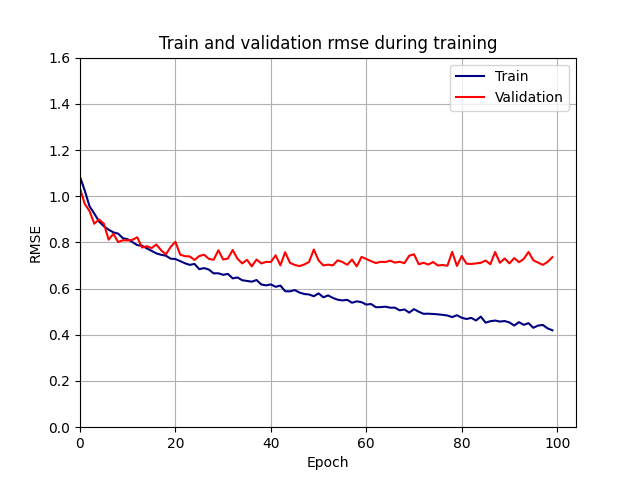 Train and validation rmse during training
Train
Validation
RMSE
1.6
1.4
1.2
1.0
0.8
0.6
0.4
0.2
0.0
0 20 40 60 80 100
Epoch